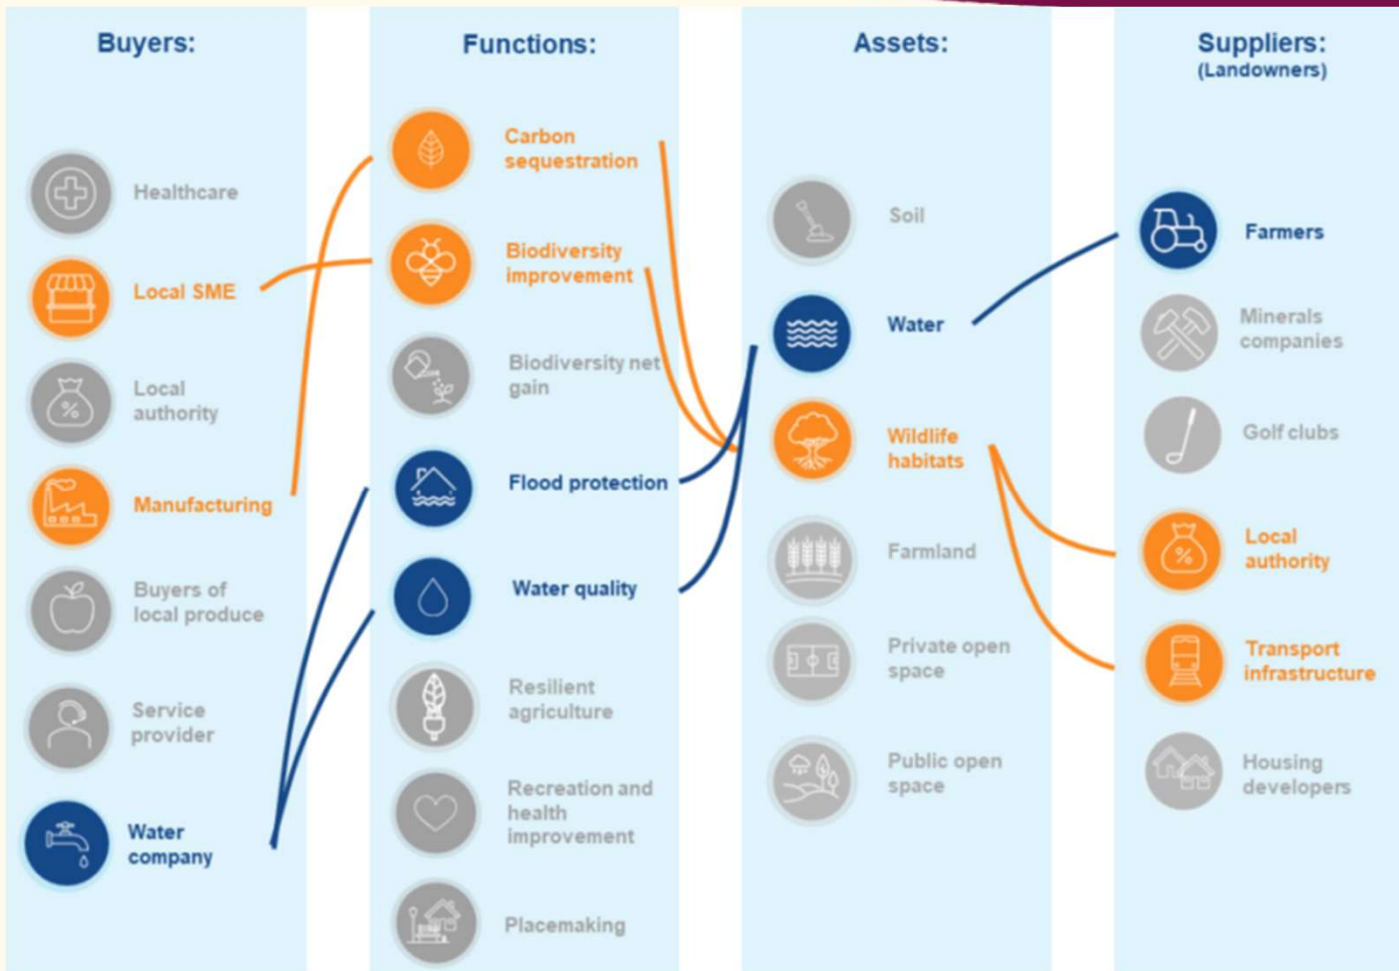 Buyers:
Healthcare
Local SME
Local
authority
Manufacturing
Buyers of
local produce
Service
provider
Water
company
Functions:
Carbon
sequestration
Biodiversity
improvement
Biodiversity net
gain
Flood protection
Water quality
Resilient
agriculture
Recreation and
health
improvement
Placemaking
Assets:
Soil
Water
Wildlife
habitats
Farmland
Private open
space
Public open
space
Suppliers:
(Landowners)
Farmers
Minerals
companies
Golf clubs
%
Local
authority
Transport
infrastructure
Housing
developers